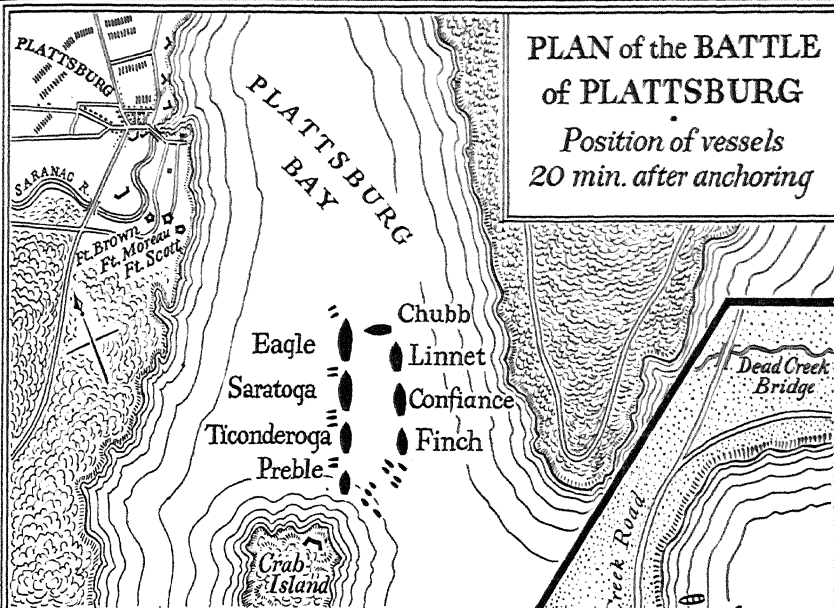 PLAN of the BATTLE
of PLATTSBURG
Position of vessels
20 min. after anchoring
PLATTSBURG
PLATTSBURG
BAY
SARANAC R.
Ft. Brown
Ft. Moreau
Ft. Scott
Chubb
Eagle
Linnet
Saratoga
Confiance
Ticonderoga
Finch
Preble
Crab
Island
Dead Creek
Bridge
Creek Road